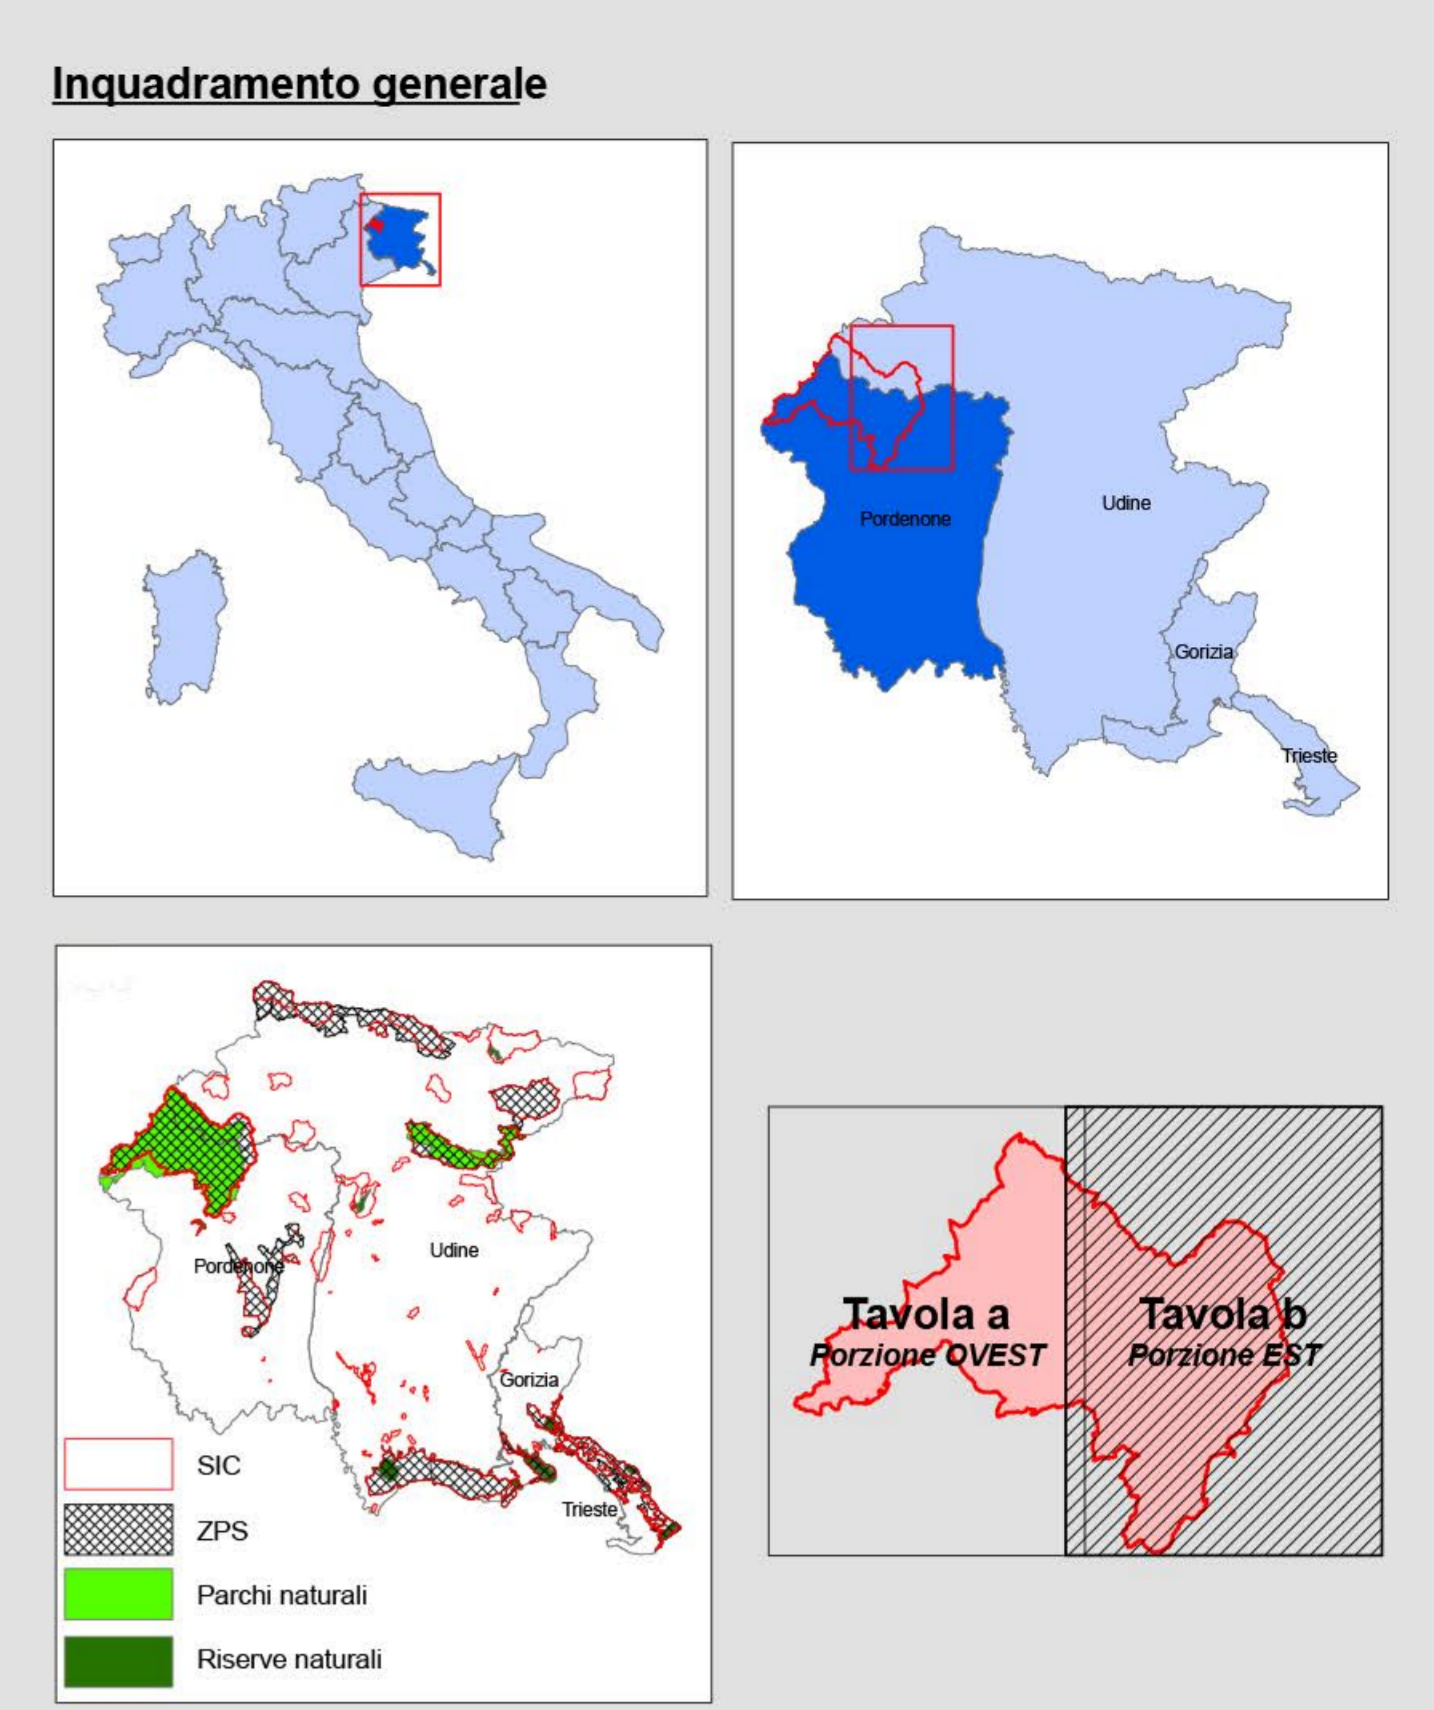 Inquadramento generale
Pordenone
Udine
Gorizia
Trieste
Pordenone
Udine
Gorizia
Trieste
SIC
ZPS
Parchi naturali
Riserve naturali
Tavola a
Porzione OVEST
Tavola b
Porzione EST